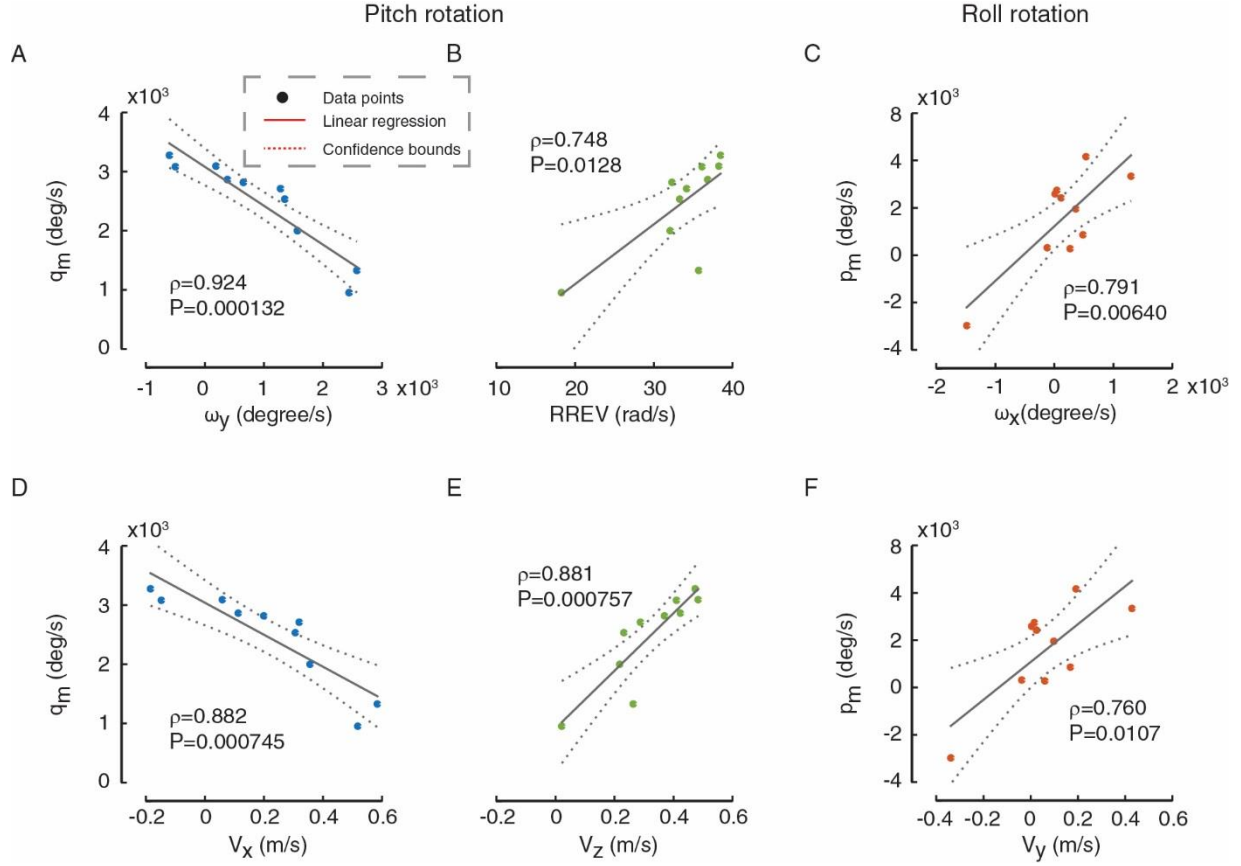 Pitch rotation
Roll rotation
A
B
C
x10³
Data points
Linear regression
Confidence bounds
x10³
4
3
2
1
0
q_m (deg/s)
ρ=0.924
P=0.000132
-1
0
1
2
3
x10³
ω_y (degree/s)
ρ=0.748
P=0.0128
10
20
30
40
RREV (rad/s)
8
4
2
0
-2
-4
p_m (deg/s)
ρ=0.791
P=0.00640
-2
-1
0
1
2
x10³
ω_x(degree/s)
D
E
F
x10³
x10³
4
3
2
1
0
q_m (deg/s)
ρ=0.882
P=0.000745
-0.2
0
0.2
0.4
0.6
V_x (m/s)
ρ=0.881
P=0.000757
0
0.2
0.4
0.6
V_z (m/s)
8
4
2
0
-2
-4
p_m (deg/s)
ρ=0.760
P=0.0107
-0.4
-0.2
0
0.2
0.4
0.6
V_y (m/s)